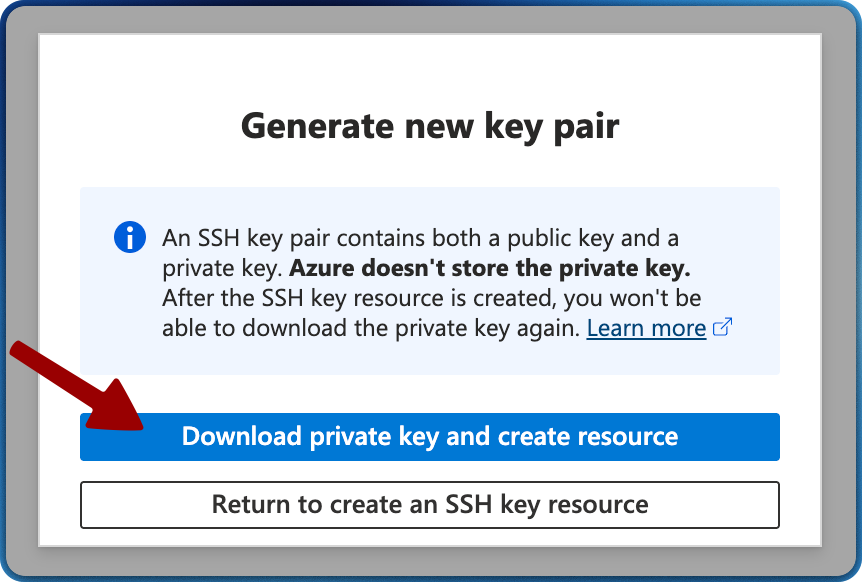 Generate new key pair
An SSH key pair contains both a public key and a
private key. Azure doesn't store the private key.
After the SSH key resource is created, you won't be
able to download the private key again. Learn more
Download private key and create resource
Return to create an SSH key resource